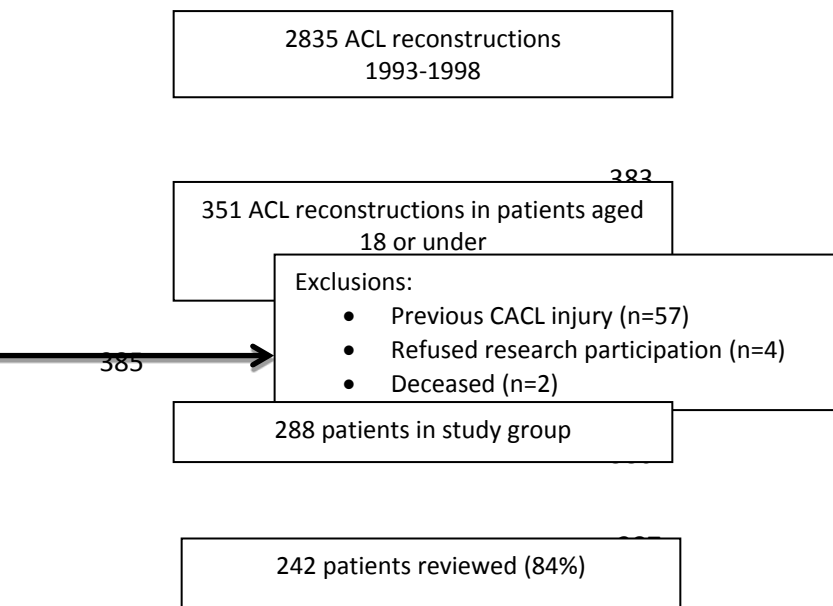 2835 ACL reconstructions
1993-1998
383
351 ACL reconstructions in patients aged
18 or under
Exclusions:
• Previous CACL injury (n=57)
• Refused research participation (n=4)
385
• Deceased (n=2)
288 patients in study group
242 patients reviewed (84%)